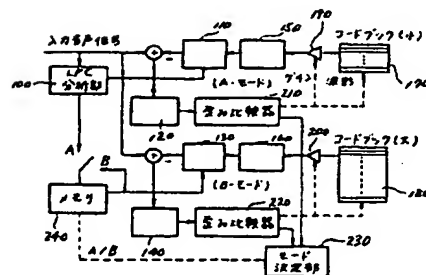 入力音声信号
110
150
190
コードブック(小)
LPC
分析部
100
(A-モード)
ゲイン
210
170
歪み比較器
120
130
160
200
コードブック(大)
A
B
(B-モード)
220
180
メモリ
歪み比較器
240
140
230
A/B
モード
決定部